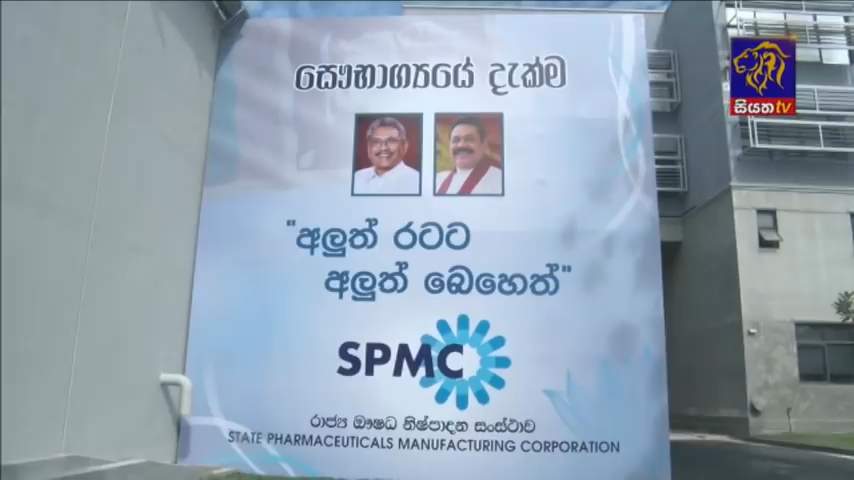 සෞභාග්‍යයේ දැක්ම
"අලුත් රටට
අලුත් බෙහෙත්"
SPMC
රාජ්‍ය ඖෂධ නිෂ්පාදන සංස්ථාව
STATE PHARMACEUTICALS MANUFACTURING CORPORATION
සියත tv